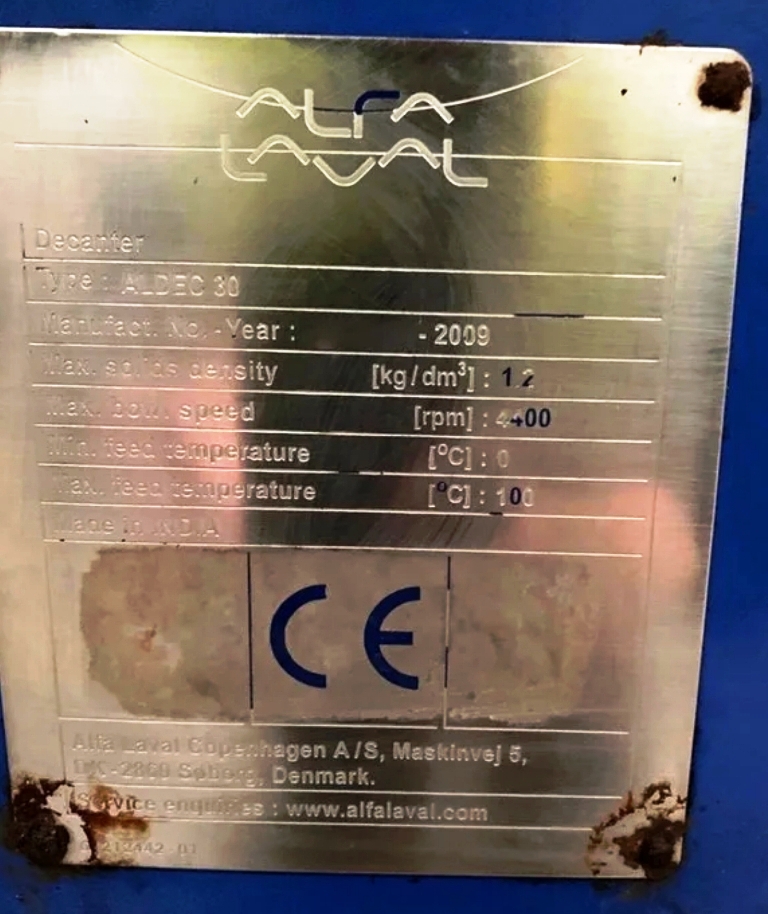 ALFA
LAVAL
Decanter
Type : ALDEC 30
Manufact. No.-Year : - 2009
Max. solids density [kg/dm³] : 1.2
Max. bowl speed [rpm] : 4400
Min. feed temperature [°C] : 0
Max. feed temperature [°C] : 100
Made in INDIA
CE
Alfa Laval Copenhagen A/S, Maskinvej 5,
DK-2860 Søborg, Denmark.
Service enquiries : www.alfalaval.com